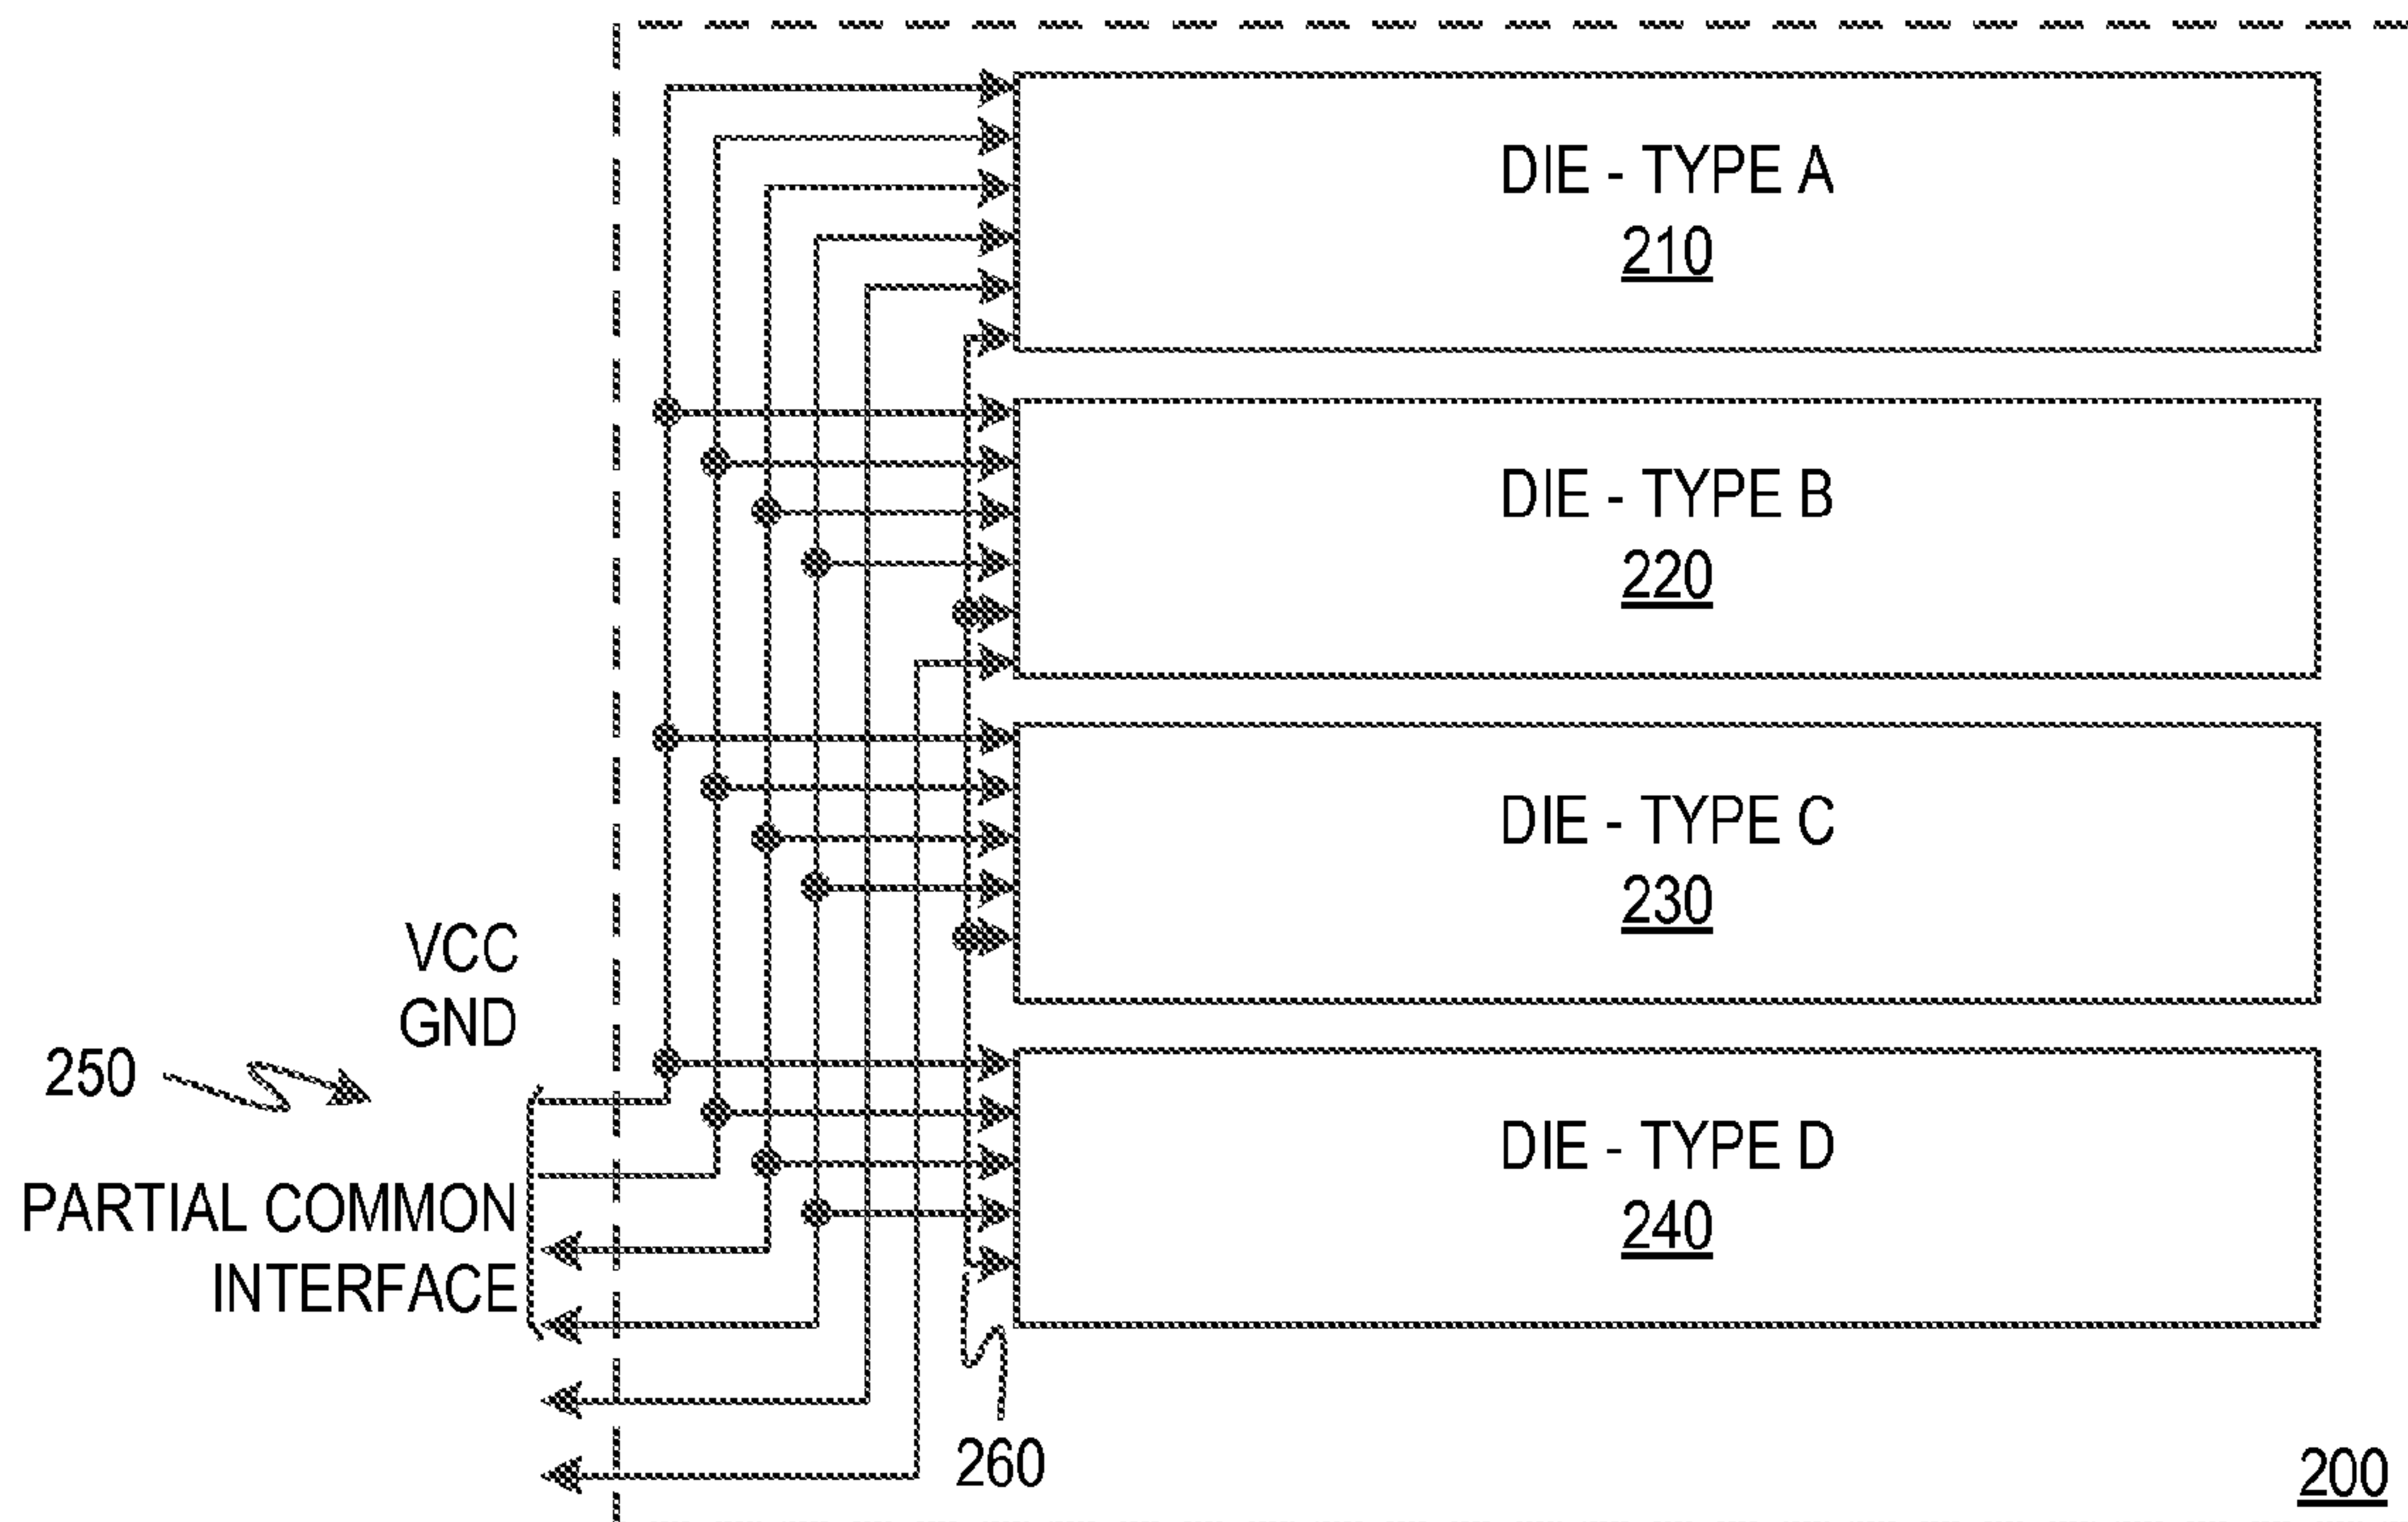 DIE - TYPE A
210
DIE - TYPE B
220
DIE - TYPE C
230
VCC
GND
250
PARTIAL COMMON
INTERFACE
DIE - TYPE D
240
260
200